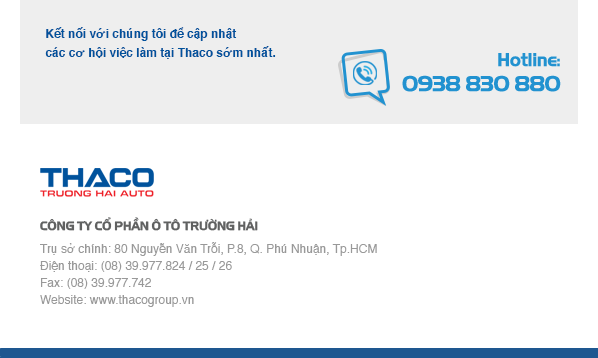 Kết nối với chúng tôi để cập nhật
các cơ hội việc làm tại Thaco sớm nhất.
Hotline:
0938 830 880
THACO
TRUONG HAI AUTO
CÔNG TY CỔ PHẦN Ô TÔ TRƯỜNG HẢI
Trụ sở chính: 80 Nguyễn Văn Trỗi, P.8, Q. Phú Nhuận, Tp.HCM
Điện thoại: (08) 39.977.824 / 25 / 26
Fax: (08) 39.977.742
Website: www.thacogroup.vn